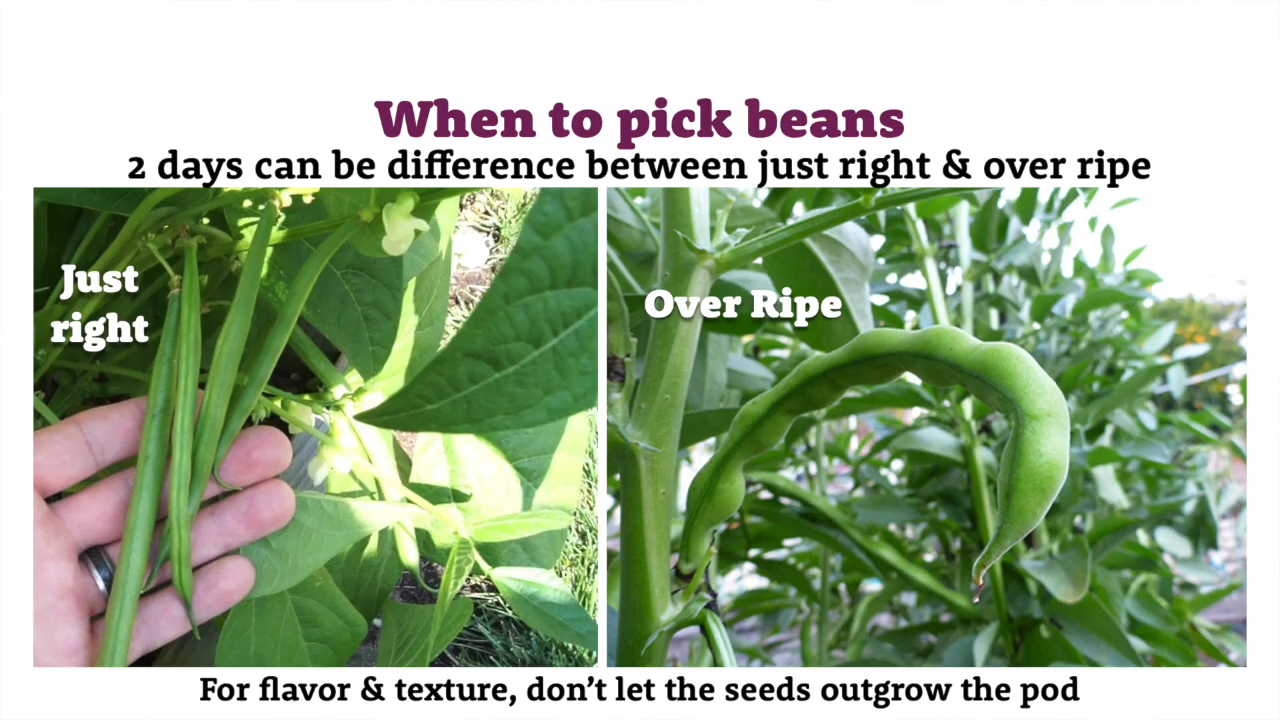 When to pick beans
2 days can be difference between just right & over ripe
Just
right
Over Ripe
For flavor & texture, don’t let the seeds outgrow the pod